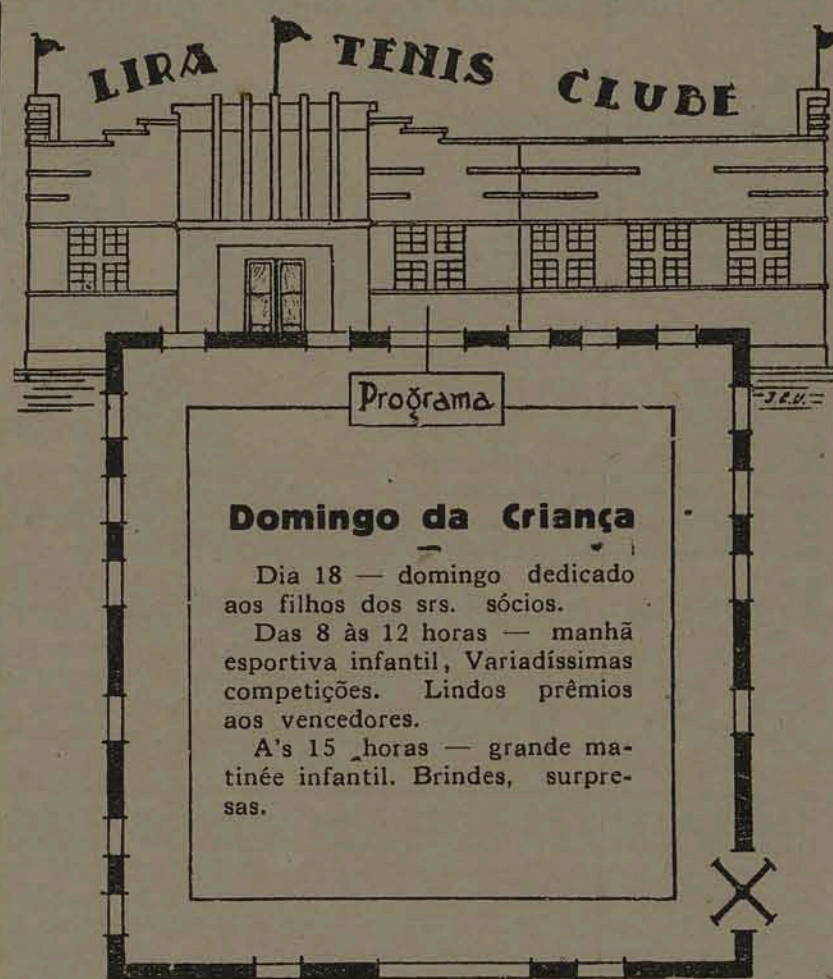 LIRA TENIS CLUBE
Programa
J.E.U.
Domingo da Criança
Dia 18 — domingo dedicado
aos filhos dos srs. sócios.
Das 8 às 12 horas — manhã
esportiva infantil, Variadíssimas
competições. Lindos prêmios
aos vencedores.
A's 15 horas — grande ma-
tinée infantil. Brindes, surpre-
sas.